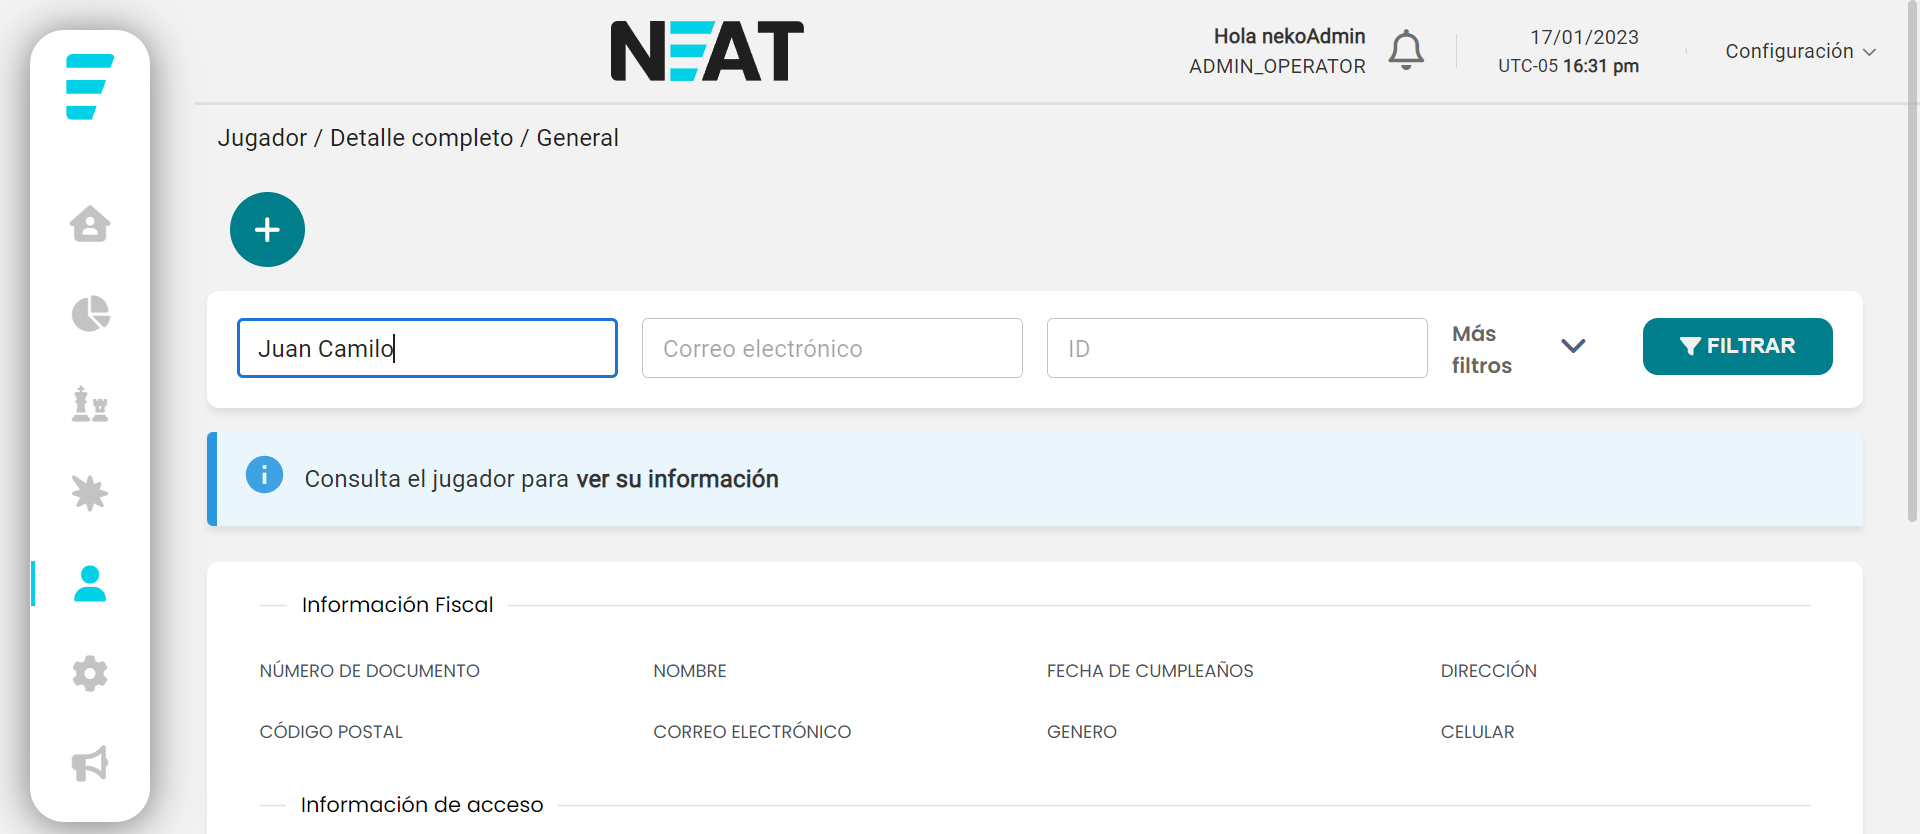 NEAT
Hola nekoAdmin
ADMIN_OPERATOR
17/01/2023
UTC-05 16:31 pm
Configuración
Jugador / Detalle completo / General
Juan Camilo
Correo electrónico
ID
Más
filtros
FILTRAR
Consulta el jugador para ver su información
Información Fiscal
NÚMERO DE DOCUMENTO
NOMBRE
FECHA DE CUMPLEAÑOS
DIRECCIÓN
CÓDIGO POSTAL
CORREO ELECTRÓNICO
GENERO
CELULAR
Información de acceso